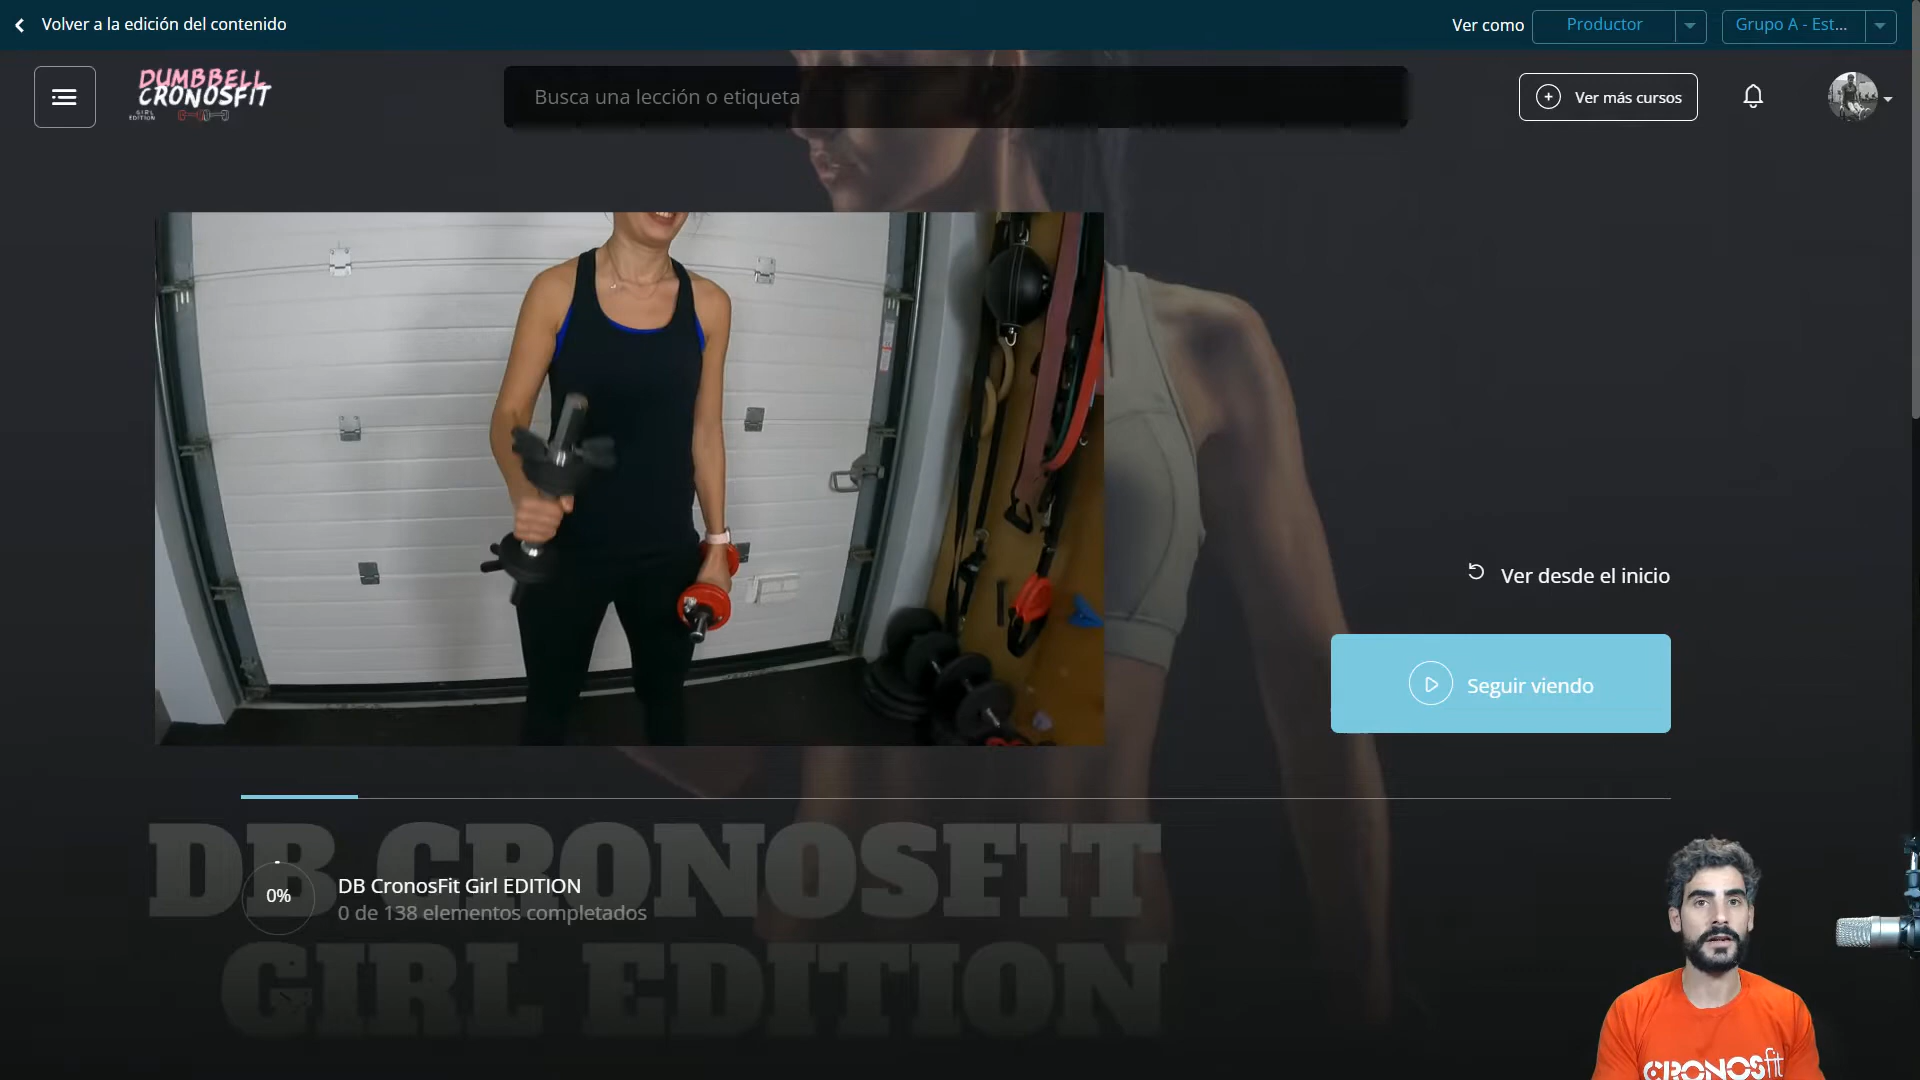 Volver a la edición del contenido
Ver como
Productor
Grupo A - Est...
DUMBBELL
CRONOSFIT
GIRL
EDITION
Busca una lección o etiqueta
Ver más cursos
Ver desde el inicio
Seguir viendo
DB CRONOSFIT
GIRL EDITION
0%
DB CronosFit Girl EDITION
0 de 138 elementos completados
CRONOSfit